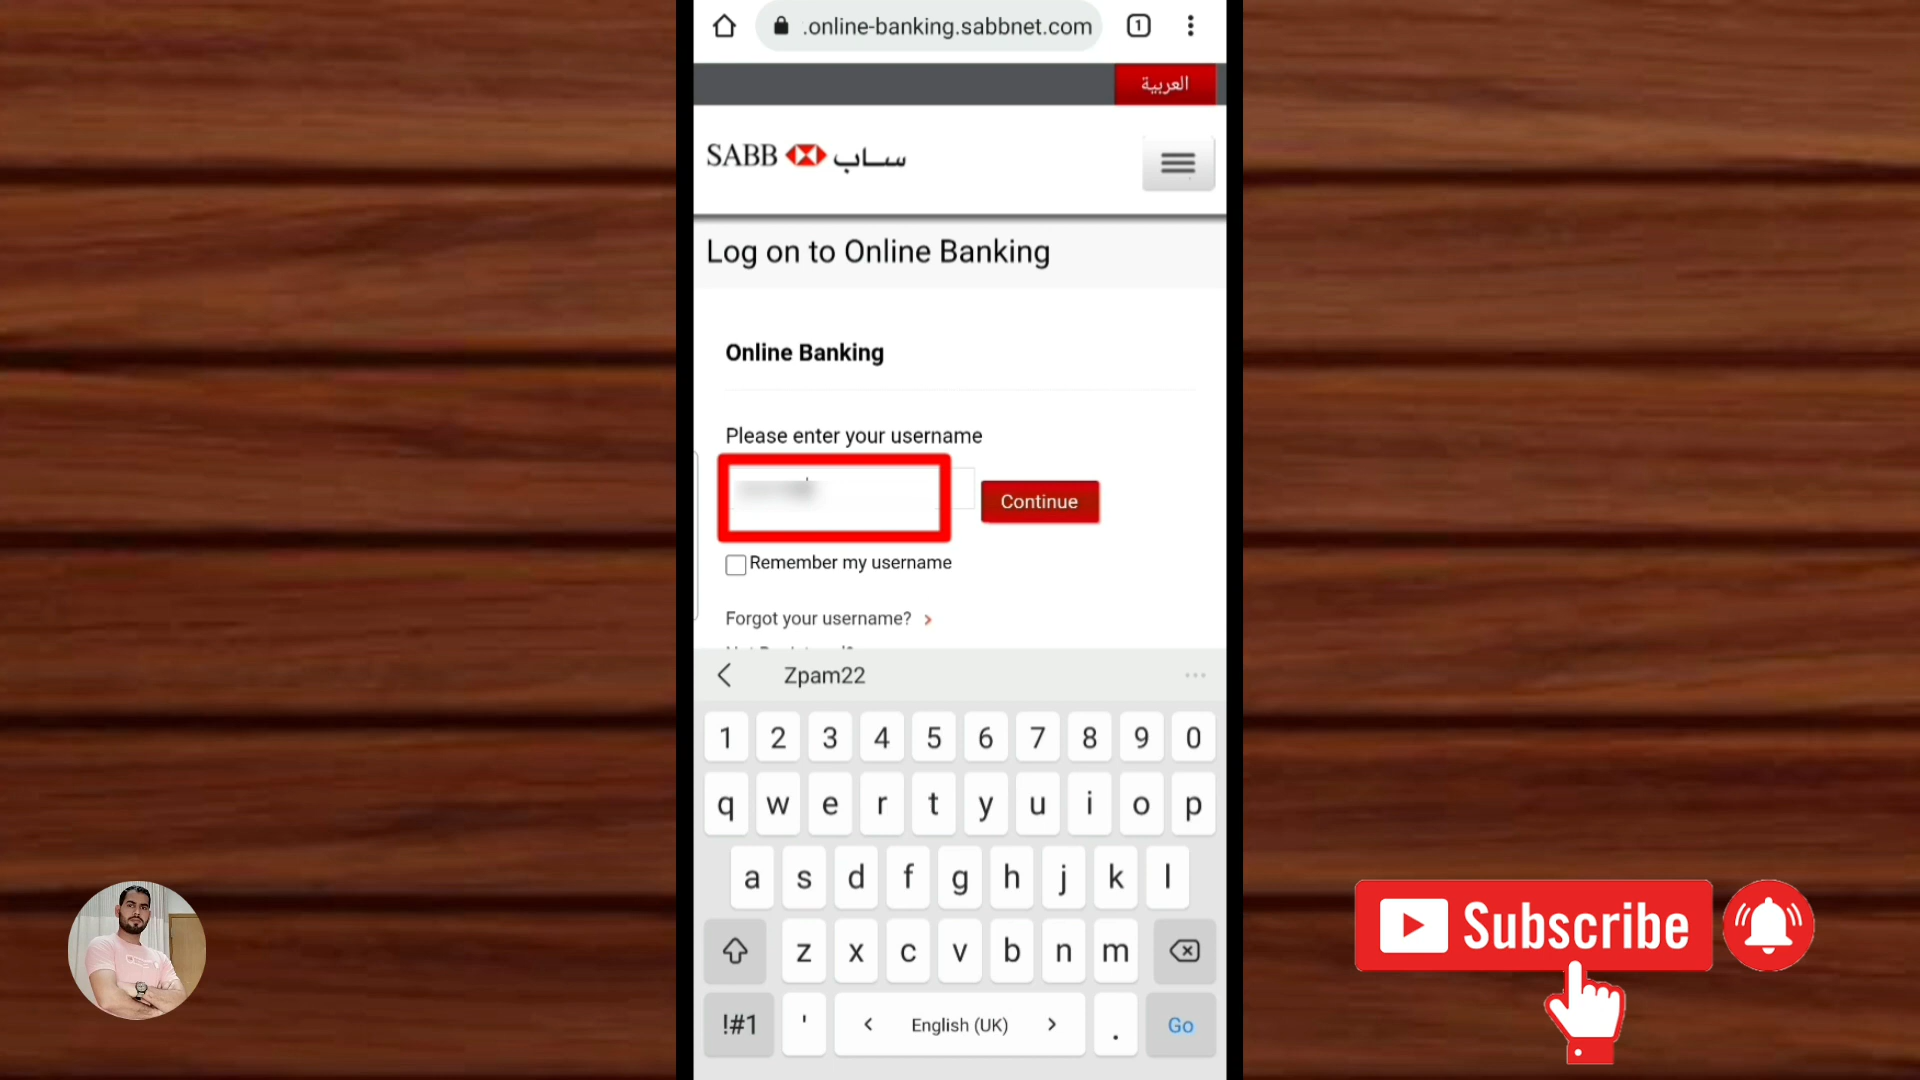 .online-banking.sabbnet.com
1
العربية
SABB ساب
Log on to Online Banking
Online Banking
Please enter your username
Continue
Remember my username
Forgot your username?
Zpam22
1 2 3 4 5 6 7 8 9 0
q w e r t y u i o p
a s d f g h j k l
z x c v b n m
!#1 ' < English (UK) > . Go
Subscribe